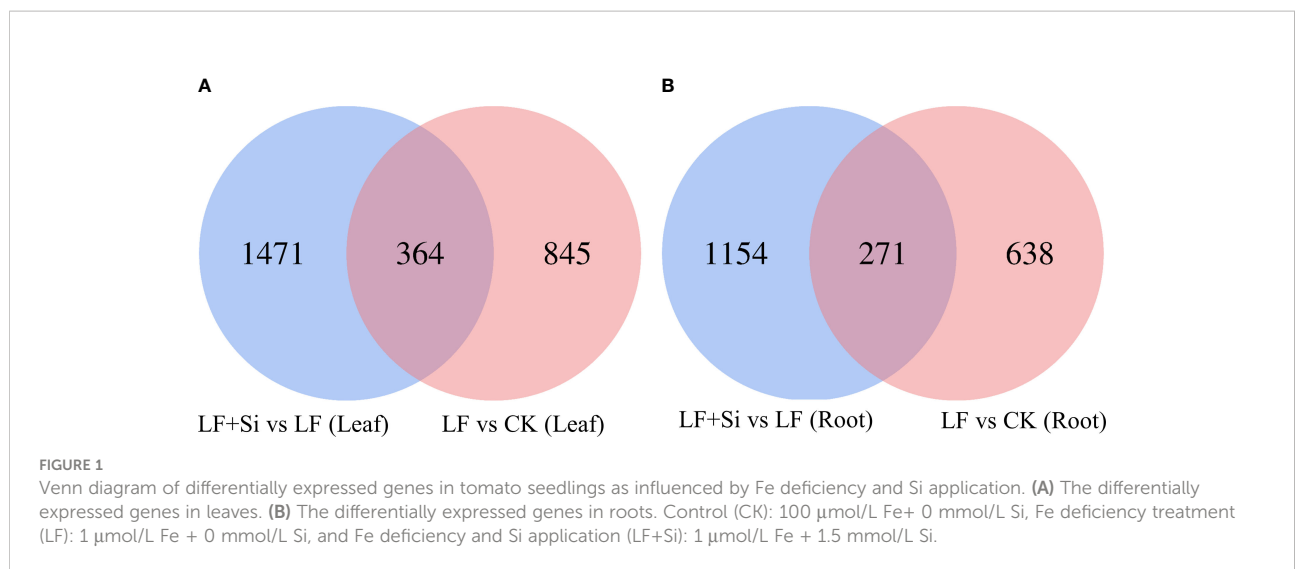 A
B
1471 364 845
1154 271 638
LF+Si vs LF (Leaf) LF vs CK (Leaf)
LF+Si vs LF (Root) LF vs CK (Root)
FIGURE 1
Venn diagram of differentially expressed genes in tomato seedlings as influenced by Fe deficiency and Si application. (A) The differentially
expressed genes in leaves. (B) The differentially expressed genes in roots. Control (CK): 100 μmol/L Fe+ 0 mmol/L Si, Fe deficiency treatment
(LF): 1 μmol/L Fe + 0 mmol/L Si, and Fe deficiency and Si application (LF+Si): 1 μmol/L Fe + 1.5 mmol/L Si.